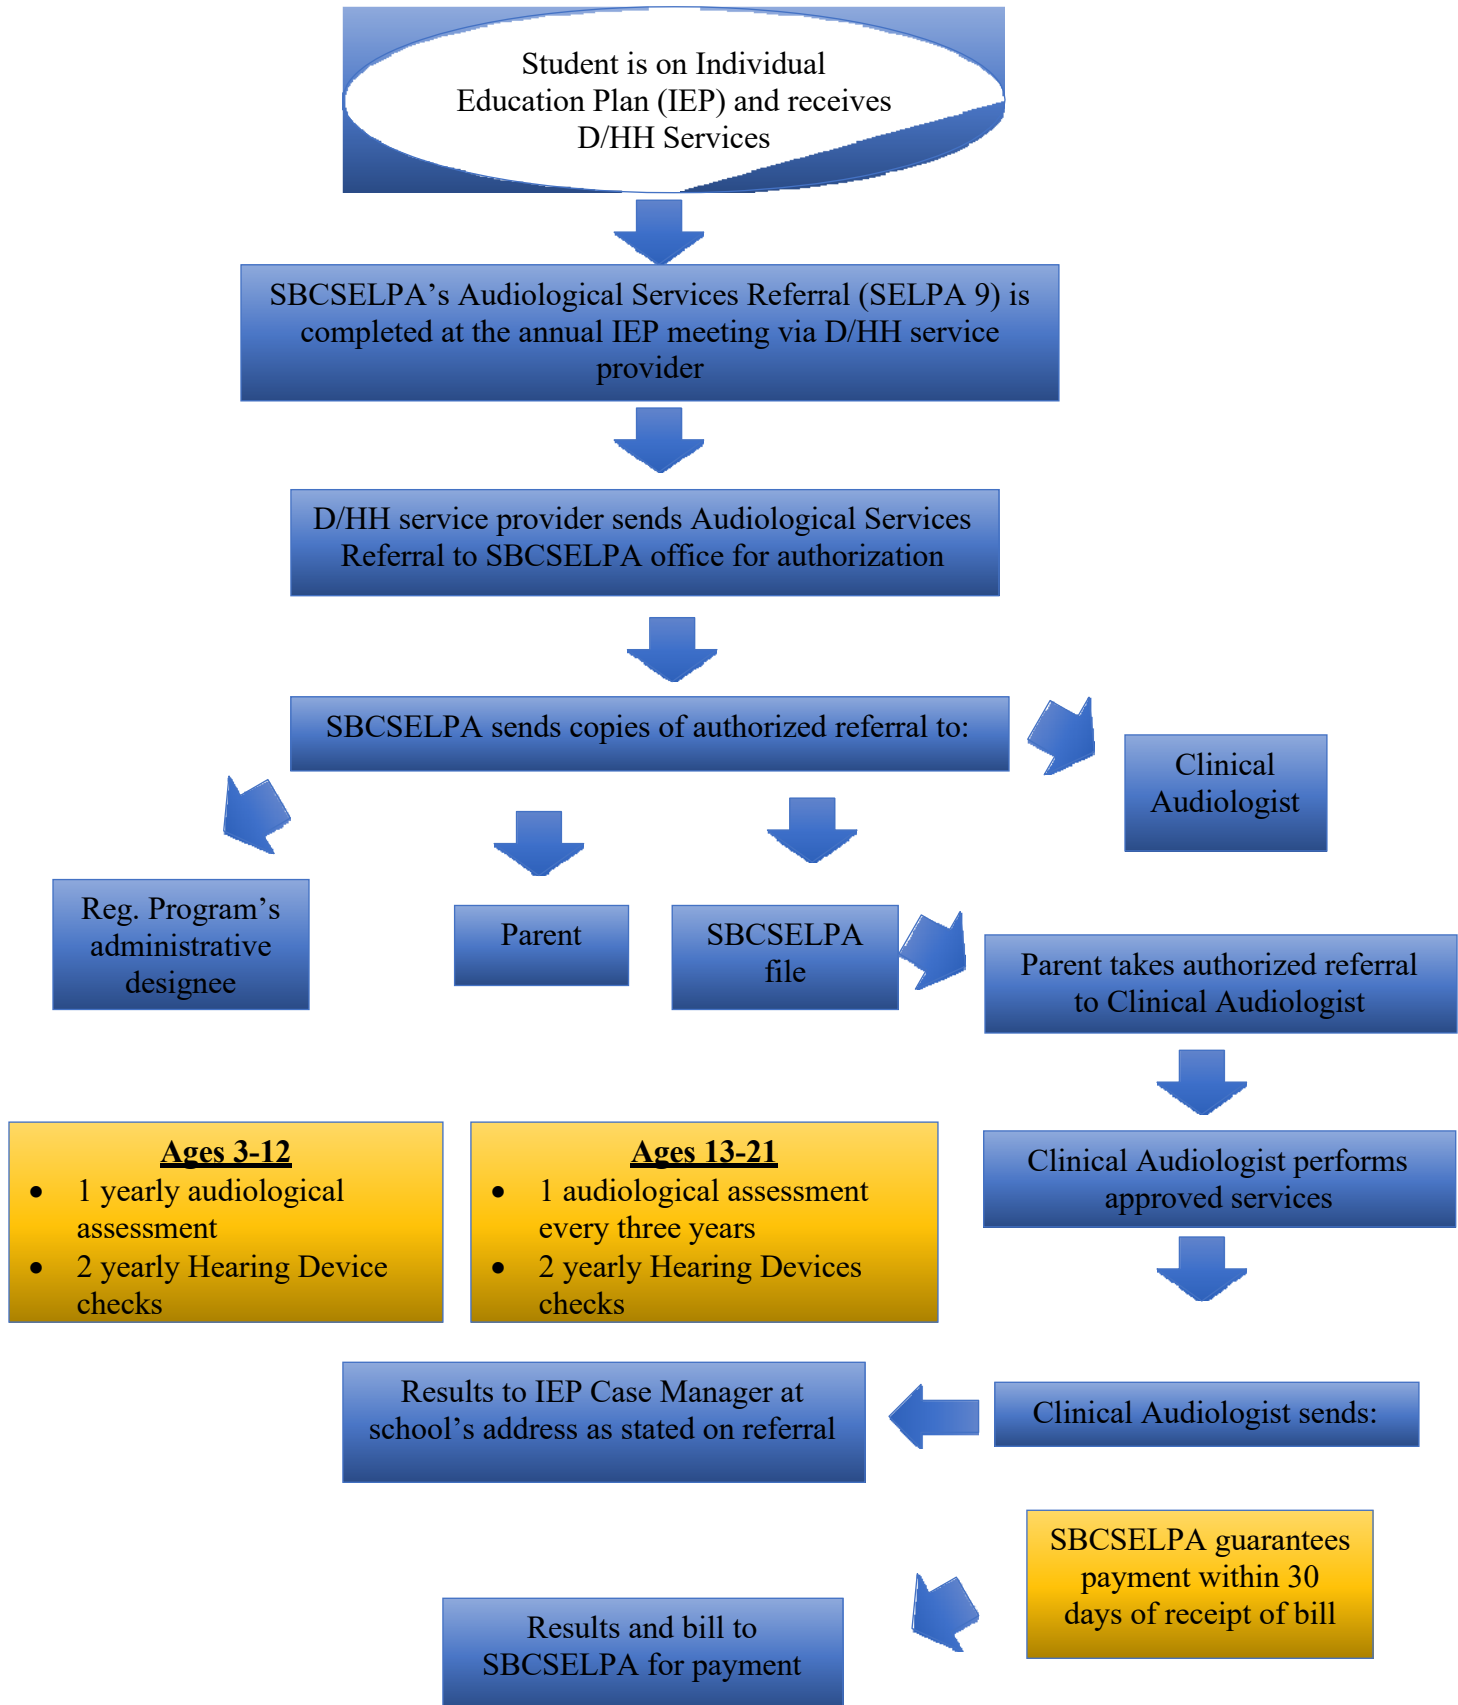 Student is on Individual
Education Plan (IEP) and receives
D/HH Services
SBCSELPA’s Audiological Services Referral (SELPA 9) is
completed at the annual IEP meeting via D/HH service
provider
D/HH service provider sends Audiological Services
Referral to SBCSELPA office for authorization
SBCSELPA sends copies of authorized referral to:
Clinical
Audiologist
Reg. Program’s
administrative
designee
Parent
SBCSELPA
file
Parent takes authorized referral
to Clinical Audiologist
Ages 3-12
• 1 yearly audiological
assessment
• 2 yearly Hearing Device
checks
Ages 13-21
• 1 audiological assessment
every three years
• 2 yearly Hearing Devices
checks
Clinical Audiologist performs
approved services
Clinical Audiologist sends:
Results to IEP Case Manager at
school’s address as stated on referral
SBCSELPA guarantees
payment within 30
days of receipt of bill
Results and bill to
SBCSELPA for payment